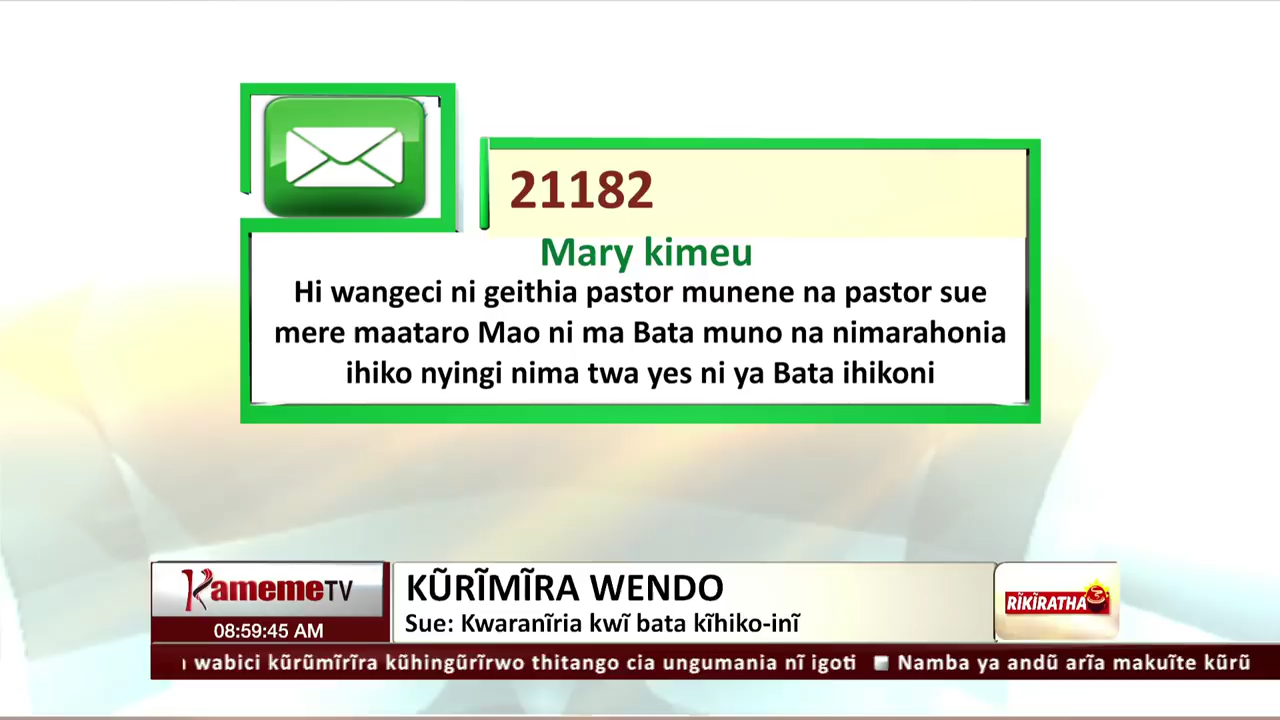 21182
Mary kimeu
Hi wangeci ni geithia pastor munene na pastor sue
mere maataro Mao ni ma Bata muno na nimarahonia
ihiko nyingi nima twa yes ni ya Bata ihikoni
Kameme TV
KŨRĨMĨRA WENDO
Sue: Kwaranĩria kwĩ bata kĩhiko-inĩ
RĨKĨRATHA
08:59:45 AM
wabici kũrũmĩrĩra kũhingũrĩrwo thitango cia ungumania nĩ igoti ■ Namba ya andũ arĩa makuĩte kũrũ